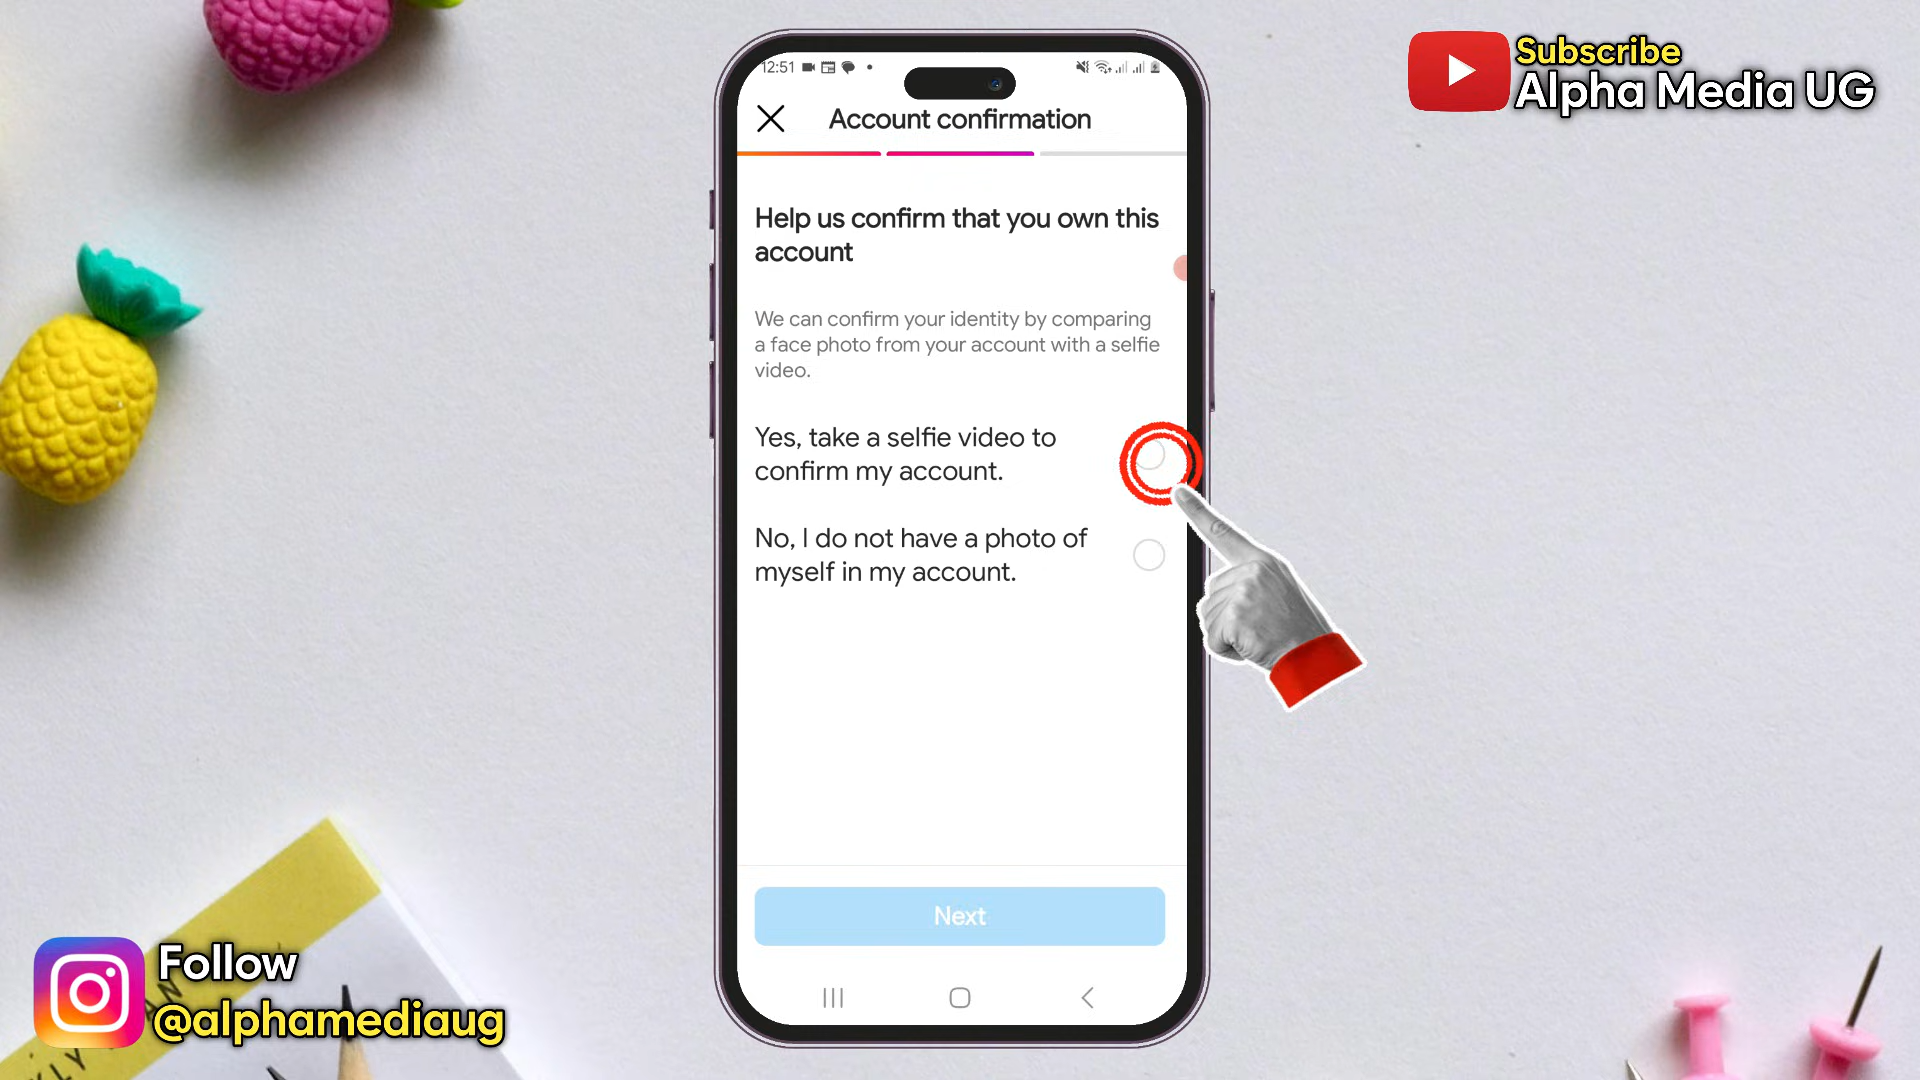 Subscribe
Alpha Media UG
12:51
Account confirmation
Help us confirm that you own this
account
We can confirm your identity by comparing
a face photo from your account with a selfie
video.
Yes, take a selfie video to
confirm my account.
No, I do not have a photo of
myself in my account.
Next
Follow
@alphamediaug